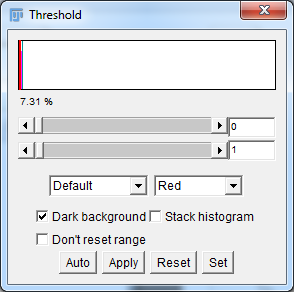 Threshold
7.31 %
0
1
Default Red
Dark background Stack histogram
Don't reset range
Auto Apply Reset Set